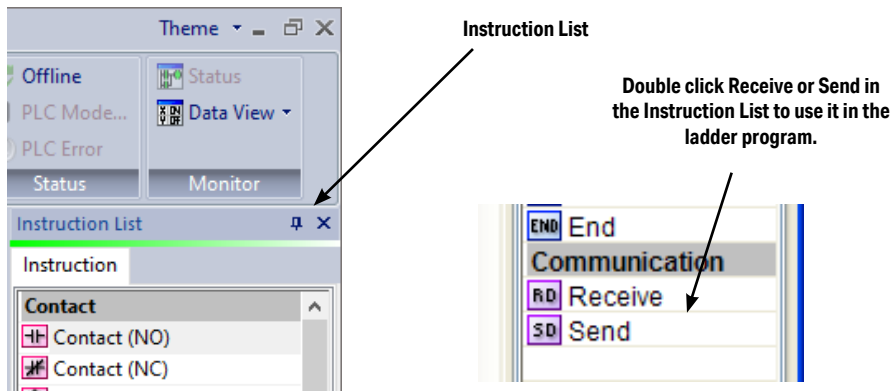 Theme
Instruction List
Offline
Status
PLC Mode...
Data View
PLC Error
Status
Monitor
Instruction List
Instruction
Contact
Contact (NO)
Contact (NC)
Double click Receive or Send in
the Instruction List to use it in the
ladder program.
END End
Communication
RD Receive
SD Send